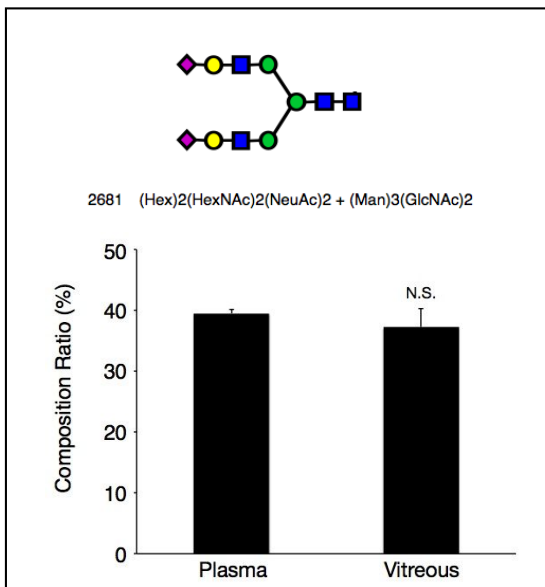 2681 (Hex)2(HexNAc)2(NeuAc)2 + (Man)3(GlcNAc)2
Composition Ratio (%)
50
40
30
20
10
0
N.S.
Plasma Vitreous